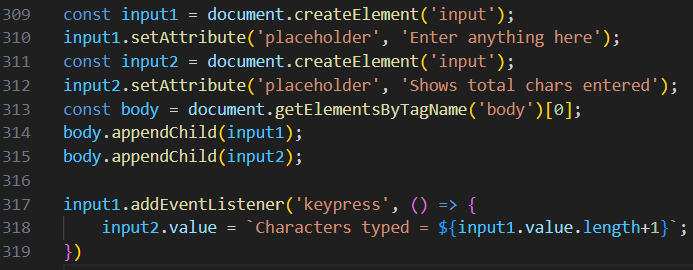 309 const input1 = document.createElement('input');
310 input1.setAttribute('placeholder', 'Enter anything here');
311 const input2 = document.createElement('input');
312 input2.setAttribute('placeholder', 'Shows total chars entered');
313 const body = document.getElementsByTagName('body')[0];
314 body.appendChild(input1);
315 body.appendChild(input2);
316
317 input1.addEventListener('keypress', () => {
318     input2.value = `Characters typed = ${input1.value.length+1}`;
319 })